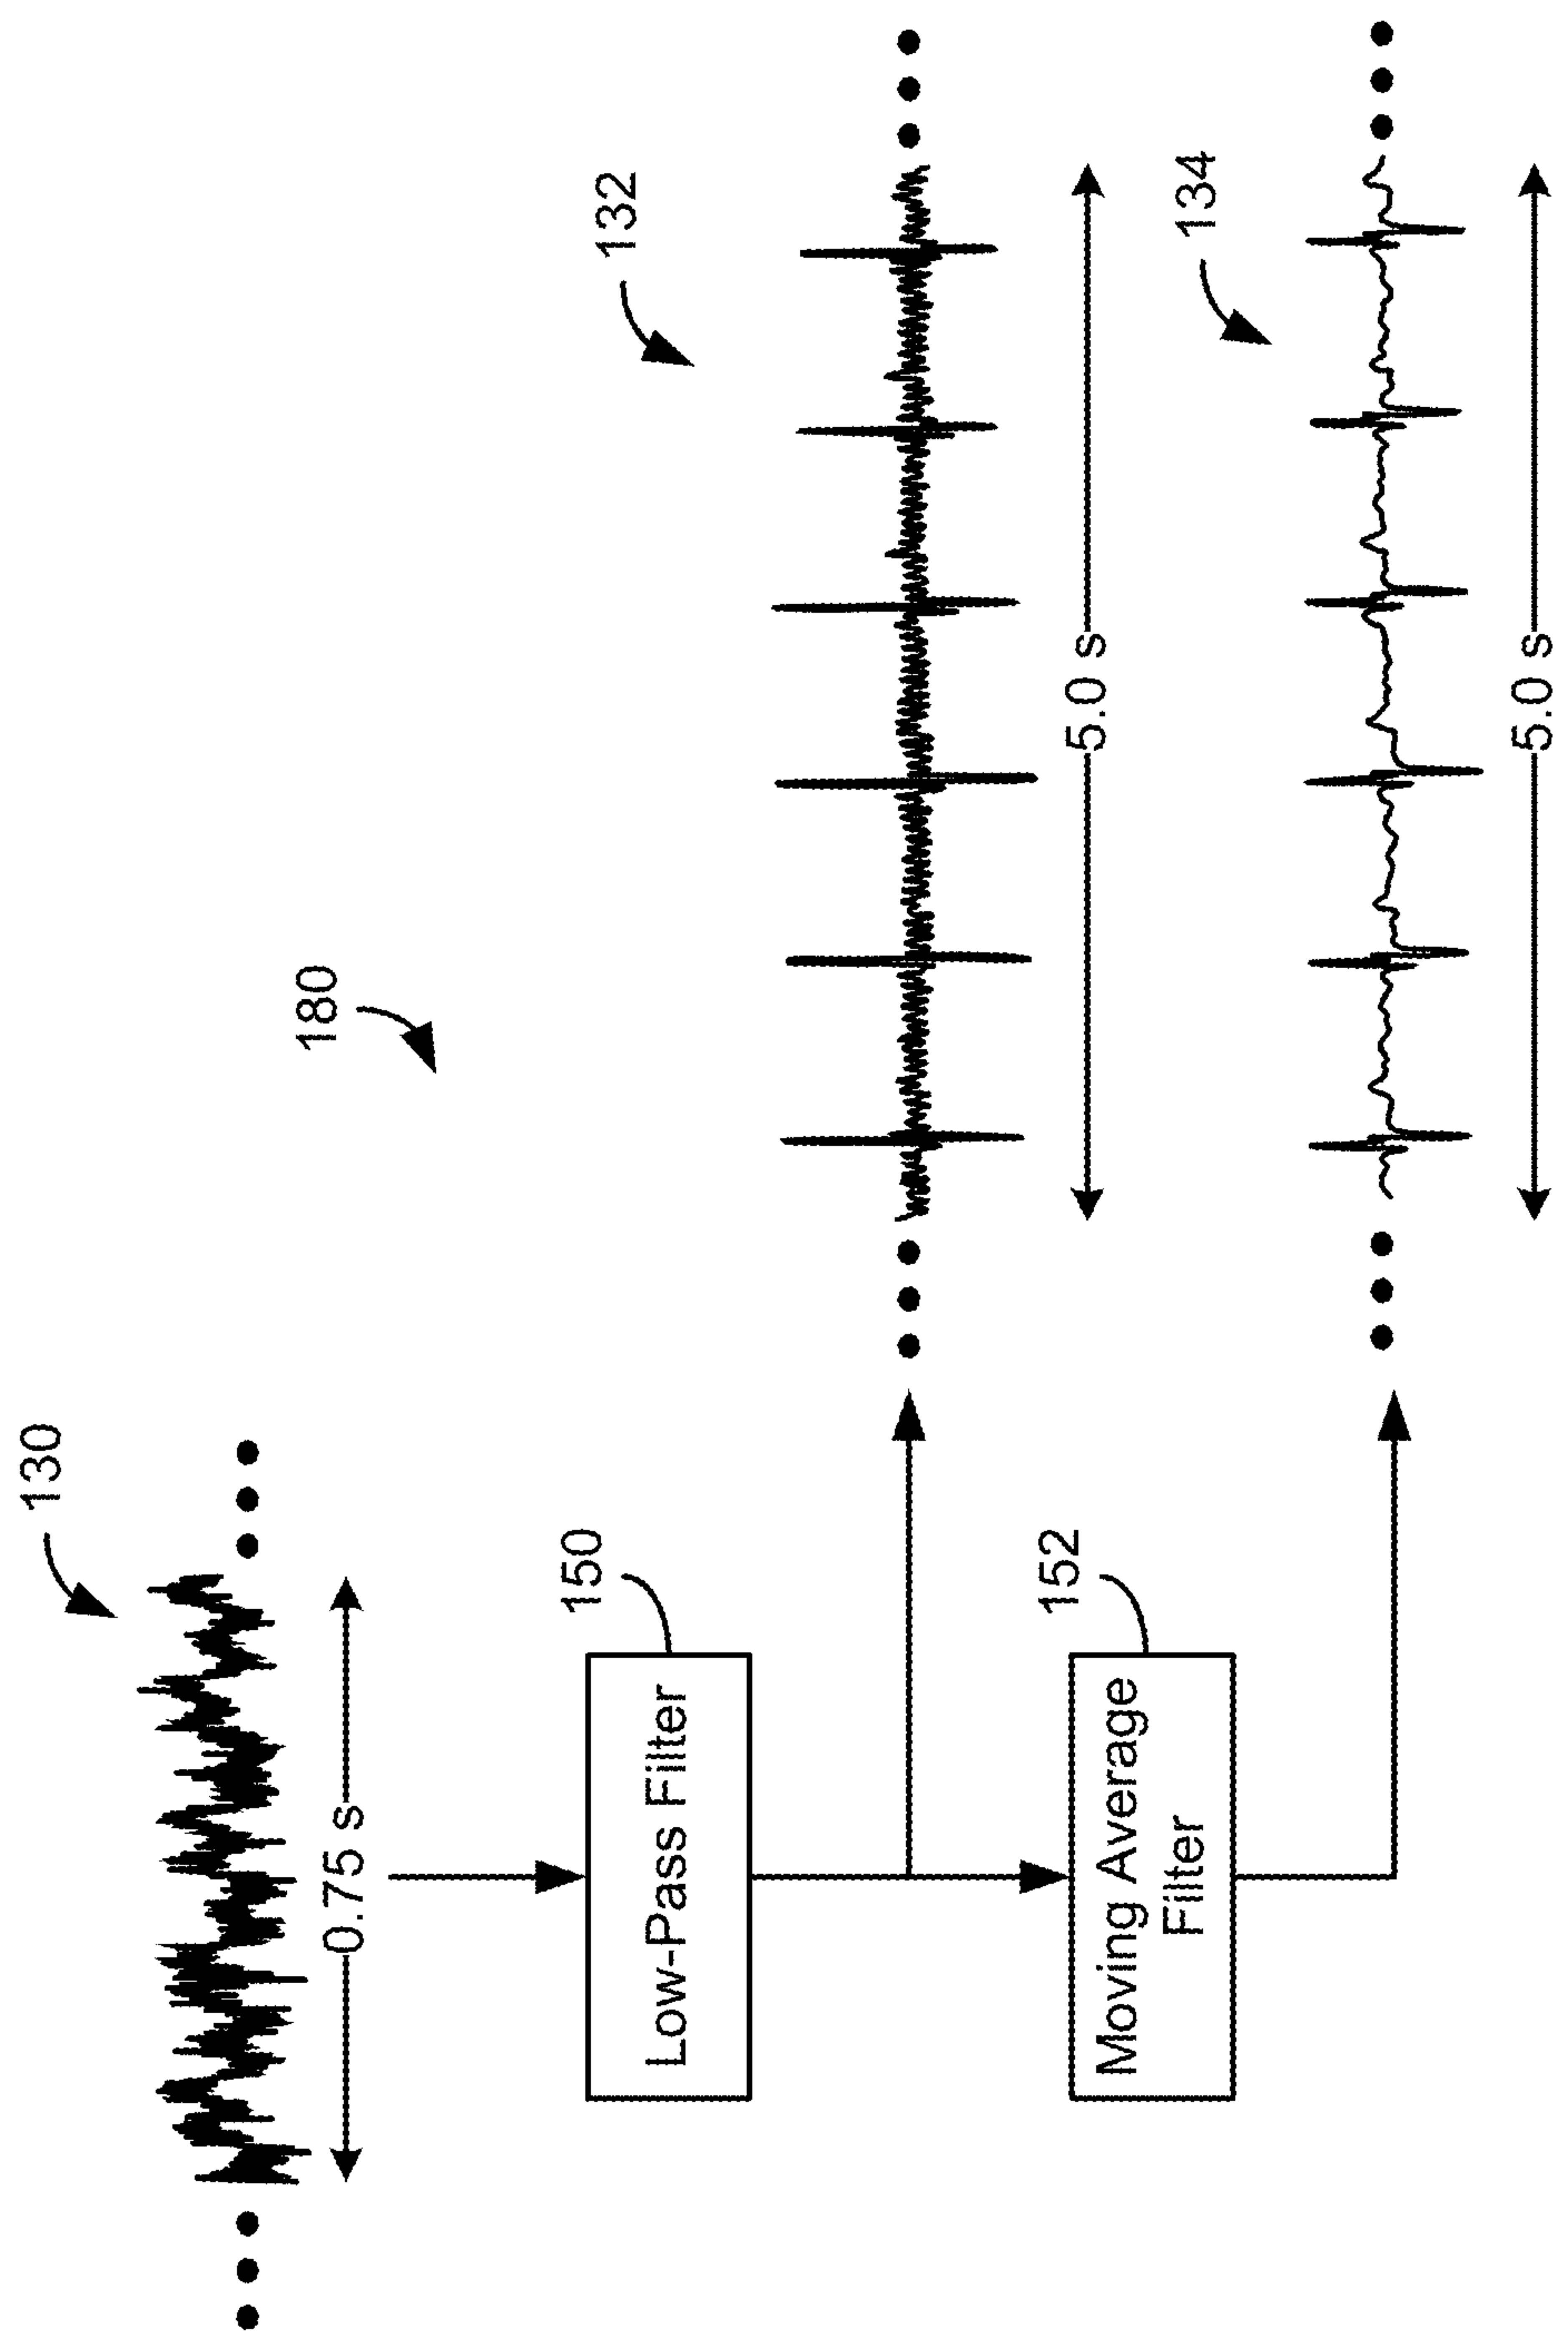 130
0.75 s
180
150
Low-Pass Filter
132
5.0 s
152
Moving Average
Filter
134
5.0 s